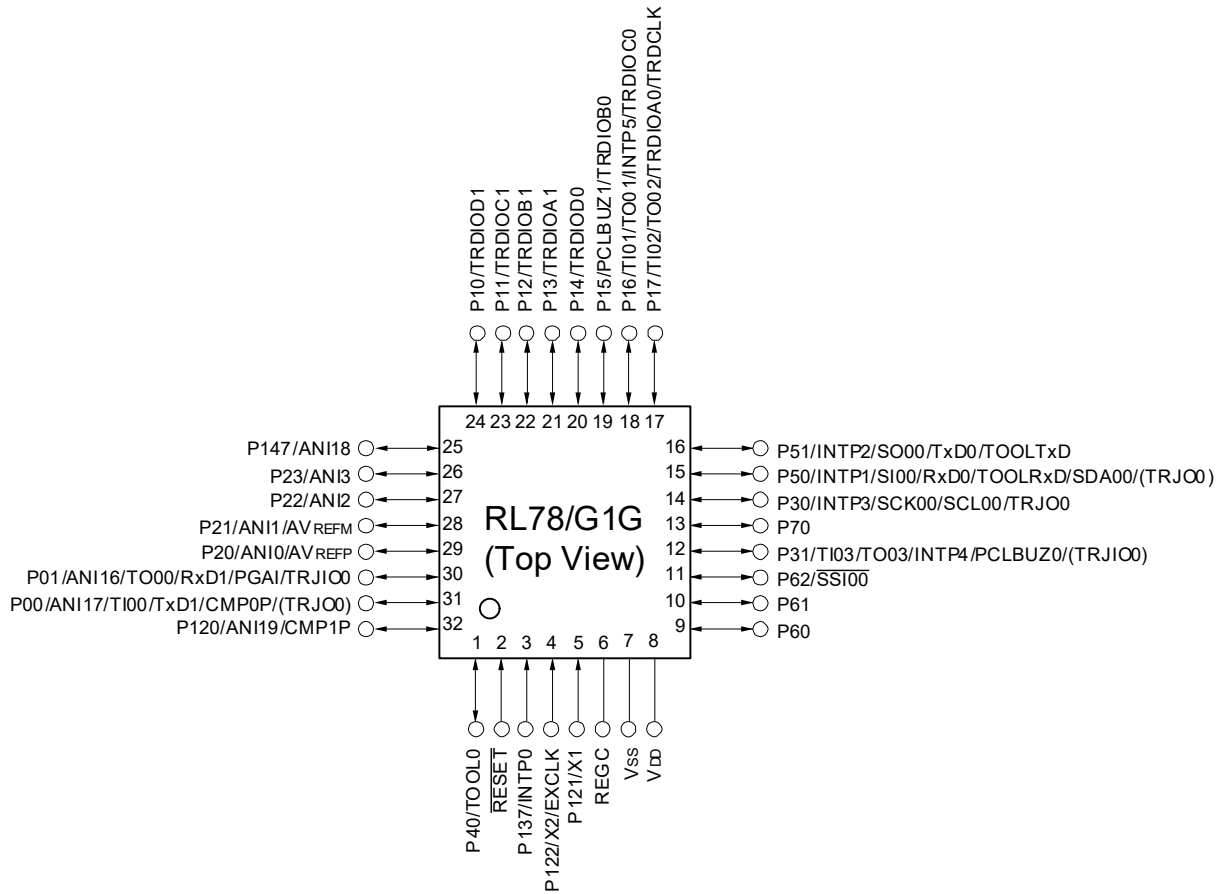 P10/TRDIOD1
P11/TRDIOC1
P12/TRDIOB1
P13/TRDIOA1
P14/TRDIOD0
P15/PCLBUZ1/TRDIOB0
P16/TI01/TO01/INTP5/TRDIOC0
P17/TI02/TO02/TRDIOA0/TRDCLK
24 23 22 21 20 19 18 17
P147/ANI18 25
P23/ANI3 26
P22/ANI2 27
P21/ANI1/AVREFM 28
P20/ANI0/AVREFP 29
P01/ANI16/TO00/RxD1/PGAI/TRJIO0 30
P00/ANI17/TI00/TxD1/CMP0P/(TRJO0) 31
P120/ANI19/CMP1P 32
RL78/G1G
(Top View)
16 P51/INTP2/SO00/TxD0/TOOLTxD
15 P50/INTP1/SI00/RxD0/TOOLRxD/SDA00/(TRJO0)
14 P30/INTP3/SCK00/SCL00/TRJO0
13 P70
12 P31/TI03/TO03/INTP4/PCLBUZ0/(TRJIO0)
11 P62/SSI00
10 P61
9 P60
1 2 3 4 5 6 7 8
P40/TOOL0
RESET
P137/INTP0
P122/X2/EXCLK
P121/X1
REGC
VSS
VDD